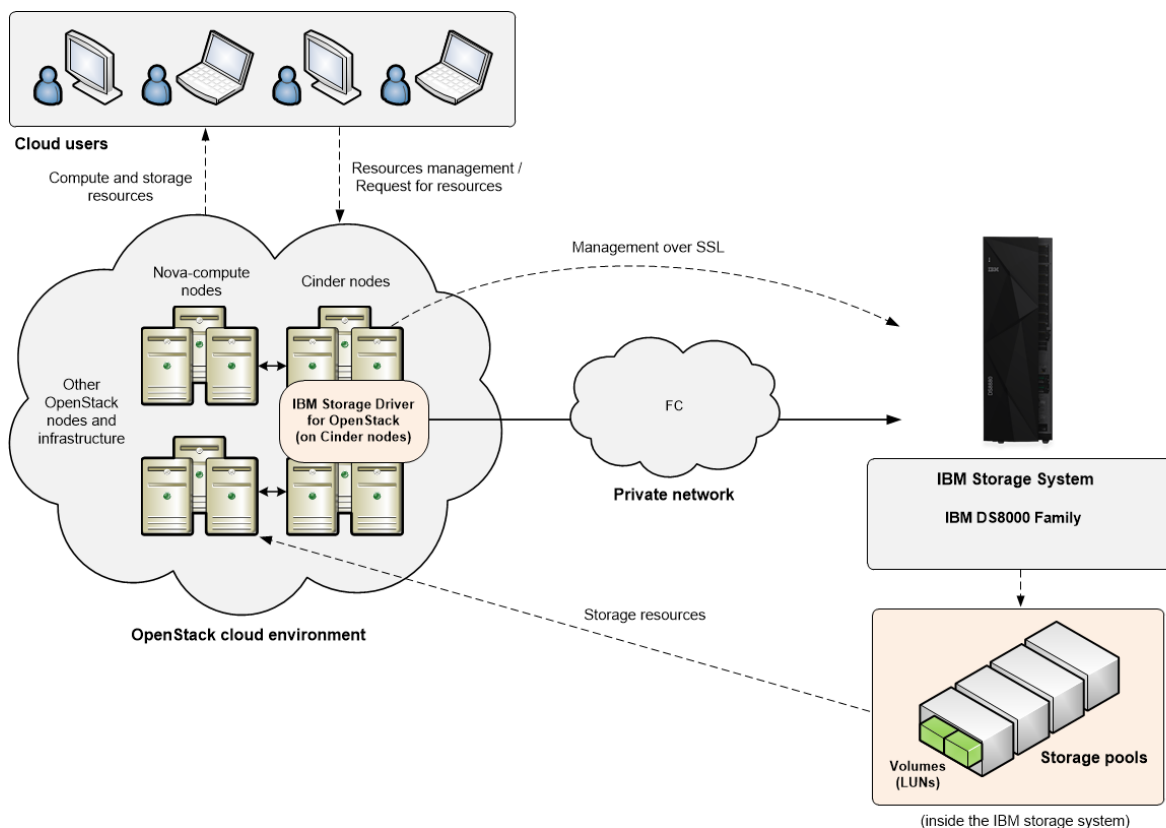 Cloud users
Compute and storage
resources
Resources management /
Request for resources
Nova-compute
nodes
Cinder nodes
Management over SSL
Other
OpenStack
nodes and
infrastructure
IBM Storage Driver
for OpenStack
(on Cinder nodes)
FC
Private network
IBM Storage System
IBM DS8000 Family
OpenStack cloud environment
Storage resources
Volumes
(LUNs)
Storage pools
(inside the IBM storage system)